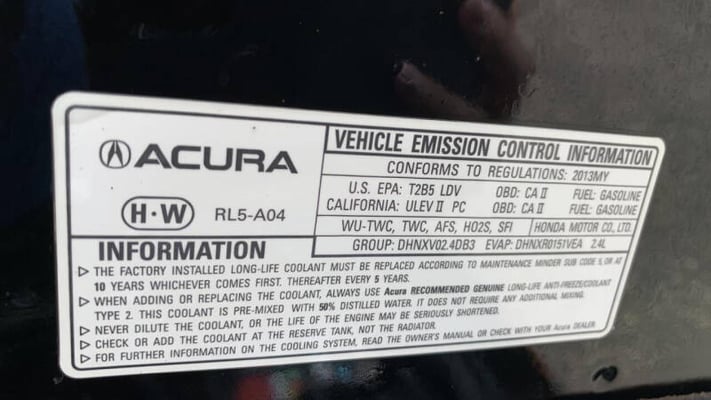 ACURA
H·W RL5-A04
VEHICLE EMISSION CONTROL INFORMATION
CONFORMS TO REGULATIONS: 2013MY
U.S. EPA: T2B5 LDV OBD: CA II FUEL: GASOLINE
CALIFORNIA: ULEV II PC OBD: CA II FUEL: GASOLINE
WU-TWC, TWC, AFS, HO2S, SFI HONDA MOTOR CO., LTD.
GROUP: DHNXV02.4DB3 EVAP: DHNXR0151VEA 2.4L
INFORMATION
▷ THE FACTORY INSTALLED LONG-LIFE COOLANT MUST BE REPLACED ACCORDING TO MAINTENANCE MINDER SUB CODE 5, OR AT
10 YEARS WHICHEVER COMES FIRST. THEREAFTER EVERY 5 YEARS.
▷ WHEN ADDING OR REPLACING THE COOLANT, ALWAYS USE Acura RECOMMENDED GENUINE LONG-LIFE ANTI-FREEZE/COOLANT
TYPE 2. THIS COOLANT IS PRE-MIXED WITH 50% DISTILLED WATER. IT DOES NOT REQUIRE ANY ADDITIONAL MIXING.
▷ NEVER DILUTE THE COOLANT, OR THE LIFE OF THE ENGINE MAY BE SERIOUSLY SHORTENED.
▷ CHECK OR ADD THE COOLANT AT THE RESERVE TANK, NOT THE RADIATOR.
▷ FOR FURTHER INFORMATION ON THE COOLING SYSTEM, READ THE OWNER'S MANUAL OR CHECK WITH YOUR Acura DEALER.